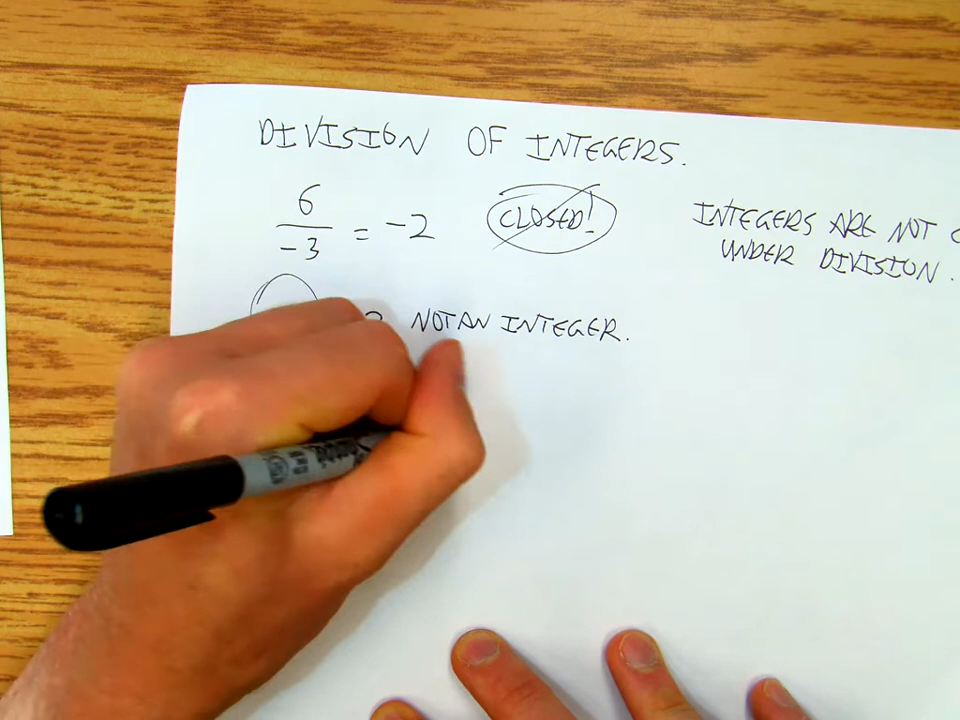 DIVISION OF INTEGERS.
6
-3 = -2
CLOSED!
INTEGERS ARE NOT
UNDER DIVISION.
? NOT AN INTEGER.